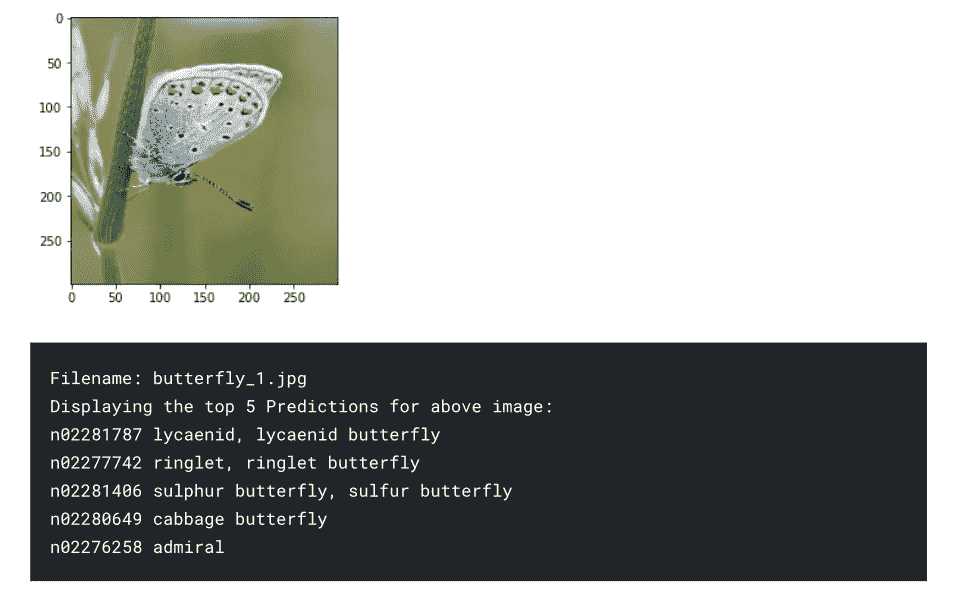 0
50
100
150
200
250
0 50 100 150 200 250
Filename: butterfly_1.jpg
Displaying the top 5 Predictions for above image:
n02281787 lycaenid, lycaenid butterfly
n02277742 ringlet, ringlet butterfly
n02281406 sulphur butterfly, sulfur butterfly
n02280649 cabbage butterfly
n02276258 admiral